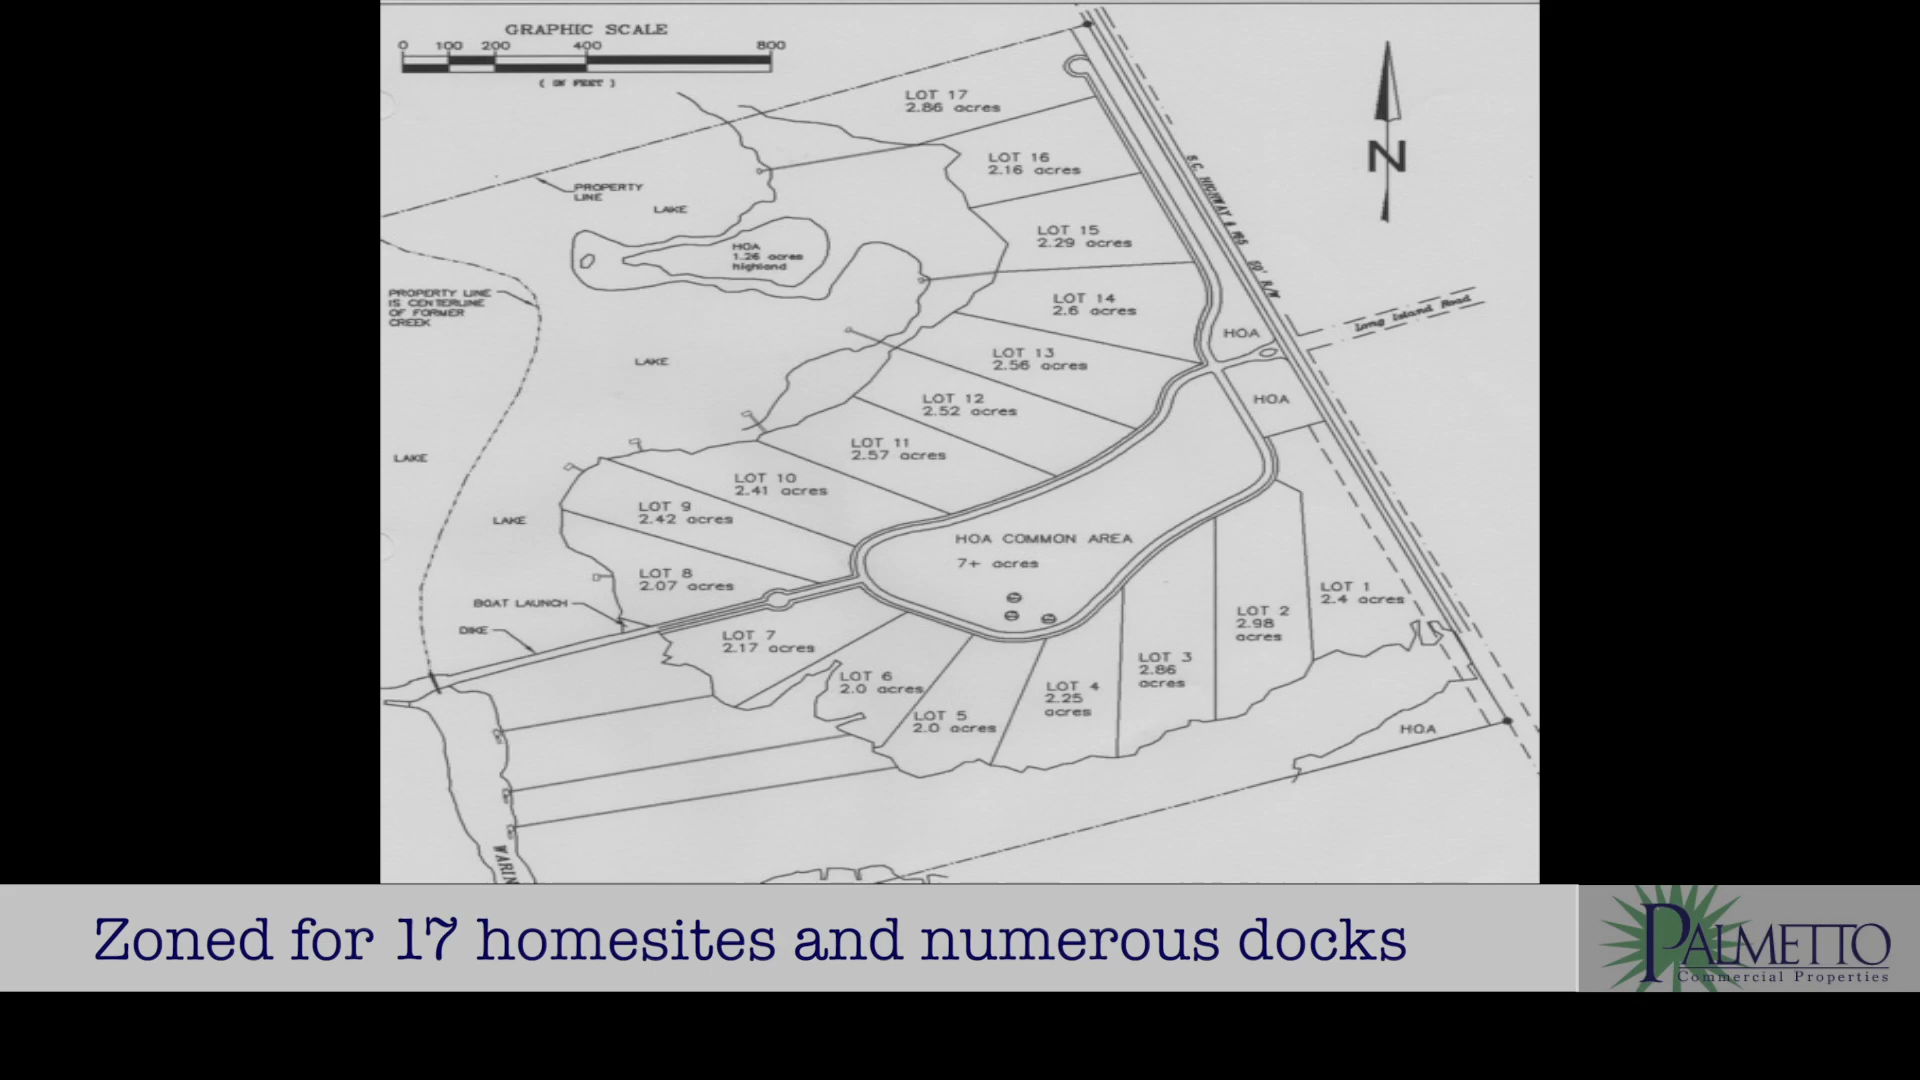 GRAPHIC SCALE
0 100 200 400 800
( IN FEET )
LOT 17
2.86 acres
LOT 16
2.16 acres
N
PROPERTY
LINE
LAKE
LOT 15
2.29 acres
S.C. HIGHWAY
HOA
1.26 acres
highland
PROPERTY LINE
IS CENTERLINE
OF FORMER
CREEK
LOT 14
2.6 acres
Long Island Road
HOA
LAKE
LOT 13
2.56 acres
LOT 12
2.52 acres
HOA
LOT 11
2.57 acres
LAKE
LOT 10
2.41 acres
LOT 9
2.42 acres
LAKE
HOA COMMON AREA
7+ acres
LOT 8
2.07 acres
LOT 1
2.4 acres
BOAT LAUNCH
LOT 2
2.98
acres
DIKE
LOT 7
2.17 acres
LOT 3
2.86
acres
LOT 6
2.0 acres
LOT 4
2.25
acres
LOT 5
2.0 acres
HOA
WARIN
Zoned for 17 homesites and numerous docks
PALMETTO
Commercial Properties